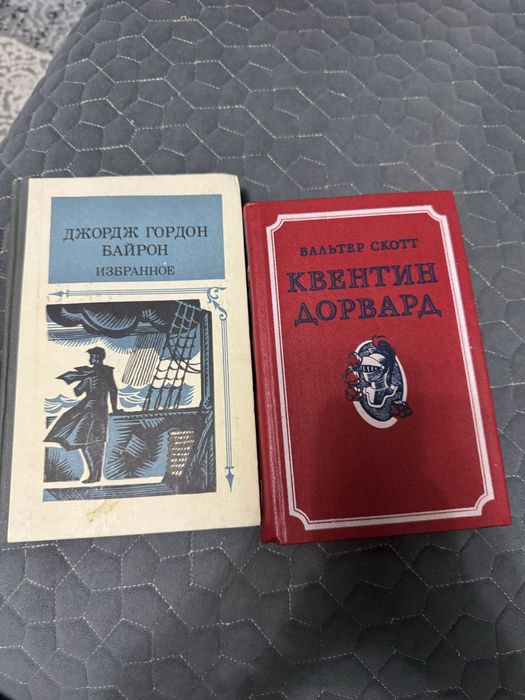 ДЖОРДЖ ГОРДОН
БАЙРОН
ИЗБРАННОЕ
ВАЛЬТЕР СКОТТ
КВЕНТИН
ДОРВАРД